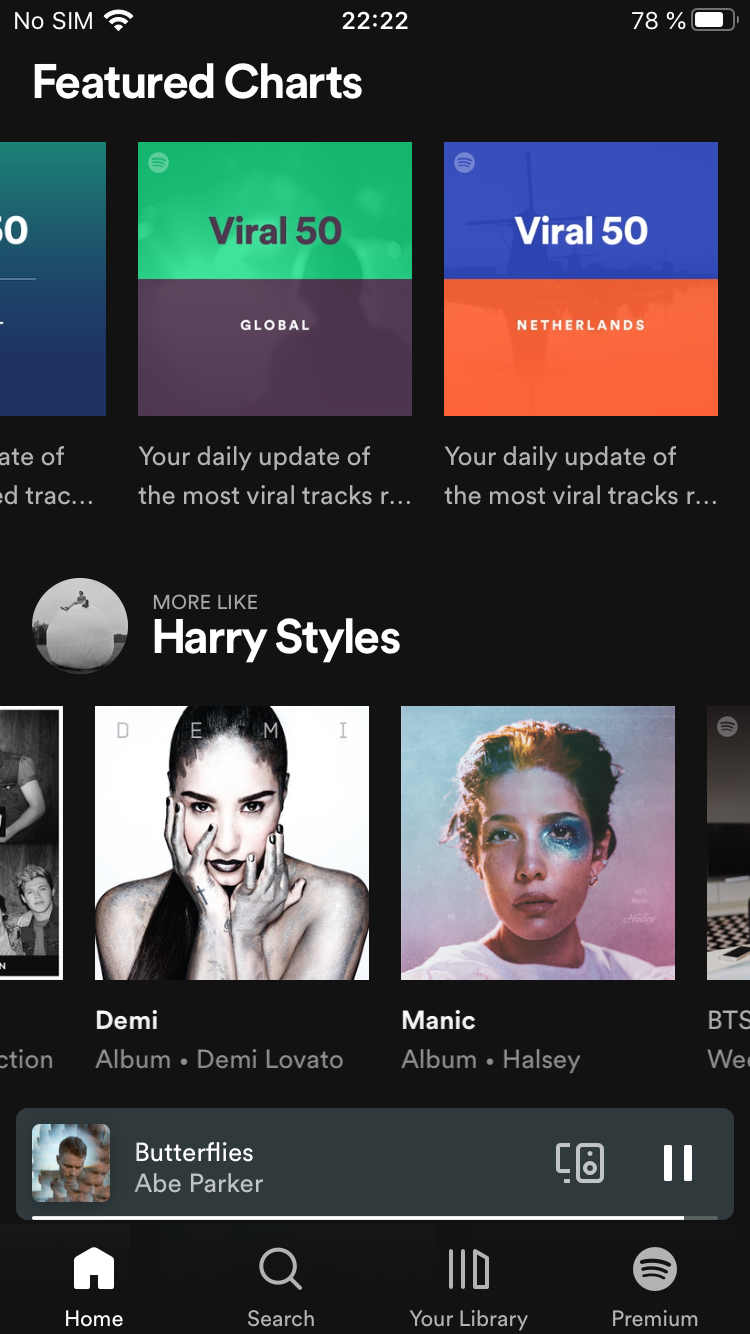 No SIM
22:22
78 %
Featured Charts
50
Viral 50
GLOBAL
Viral 50
NETHERLANDS
ate of
ed trac...
Your daily update of
the most viral tracks r...
Your daily update of
the most viral tracks r...
MORE LIKE
Harry Styles
N
D E M I
ction
Demi
Album • Demi Lovato
Manic
Album • Halsey
BTS
Wee
Butterflies
Abe Parker
Home
Search
Your Library
Premium